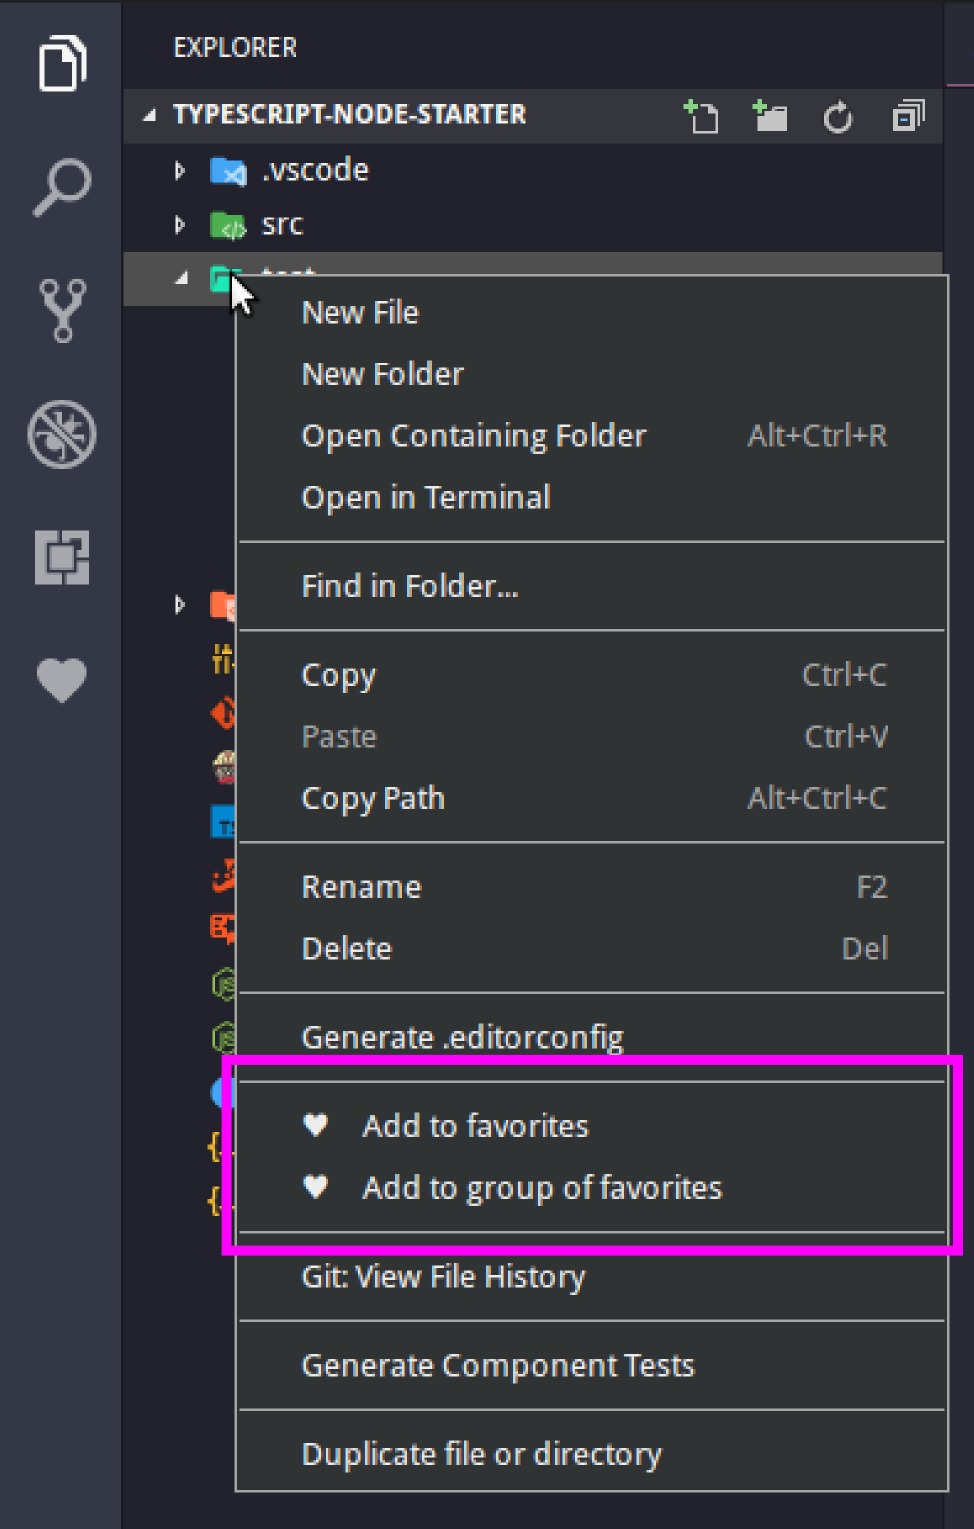 EXPLORER
TYPESCRIPT-NODE-STARTER
.vscode
src
test
New File
New Folder
Open Containing Folder Alt+Ctrl+R
Open in Terminal
Find in Folder...
Copy Ctrl+C
Paste Ctrl+V
Copy Path Alt+Ctrl+C
Rename F2
Delete Del
Generate .editorconfig
Add to favorites
Add to group of favorites
Git: View File History
Generate Component Tests
Duplicate file or directory